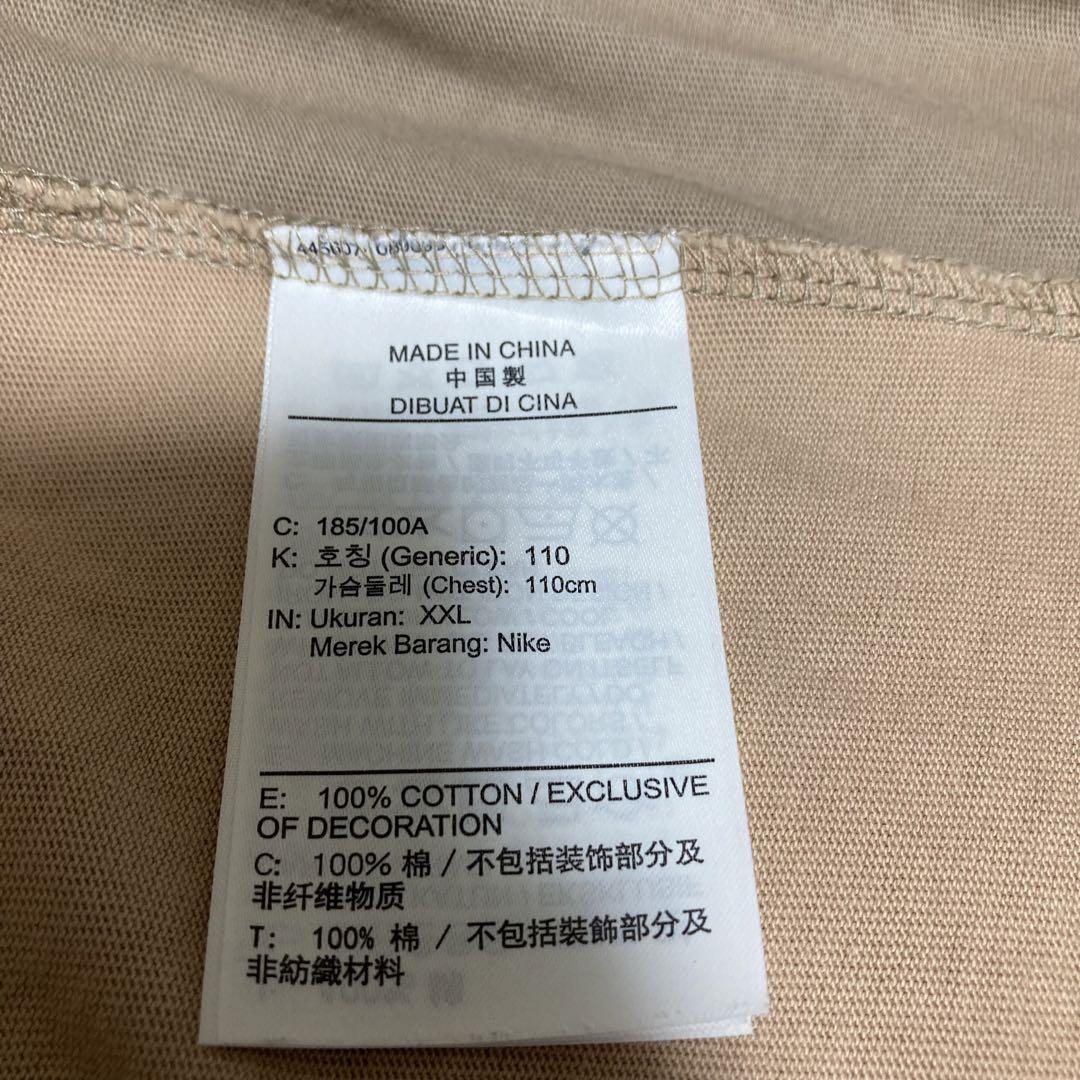 MADE IN CHINA
中国製
DIBUAT DI CINA
C: 185/100A
K: 호칭 (Generic): 110
가슴둘레 (Chest): 110cm
IN: Ukuran: XXL
Merek Barang: Nike
E: 100% COTTON / EXCLUSIVE
OF DECORATION
C: 100% 棉 / 不包括装饰部分及
非纤维物质
T: 100% 棉 / 不包括裝飾部分及
非紡織材料